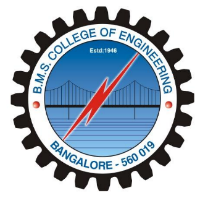 B.M.S. COLLEGE OF ENGINEERING
Estd.1946
BANGALORE - 560 019